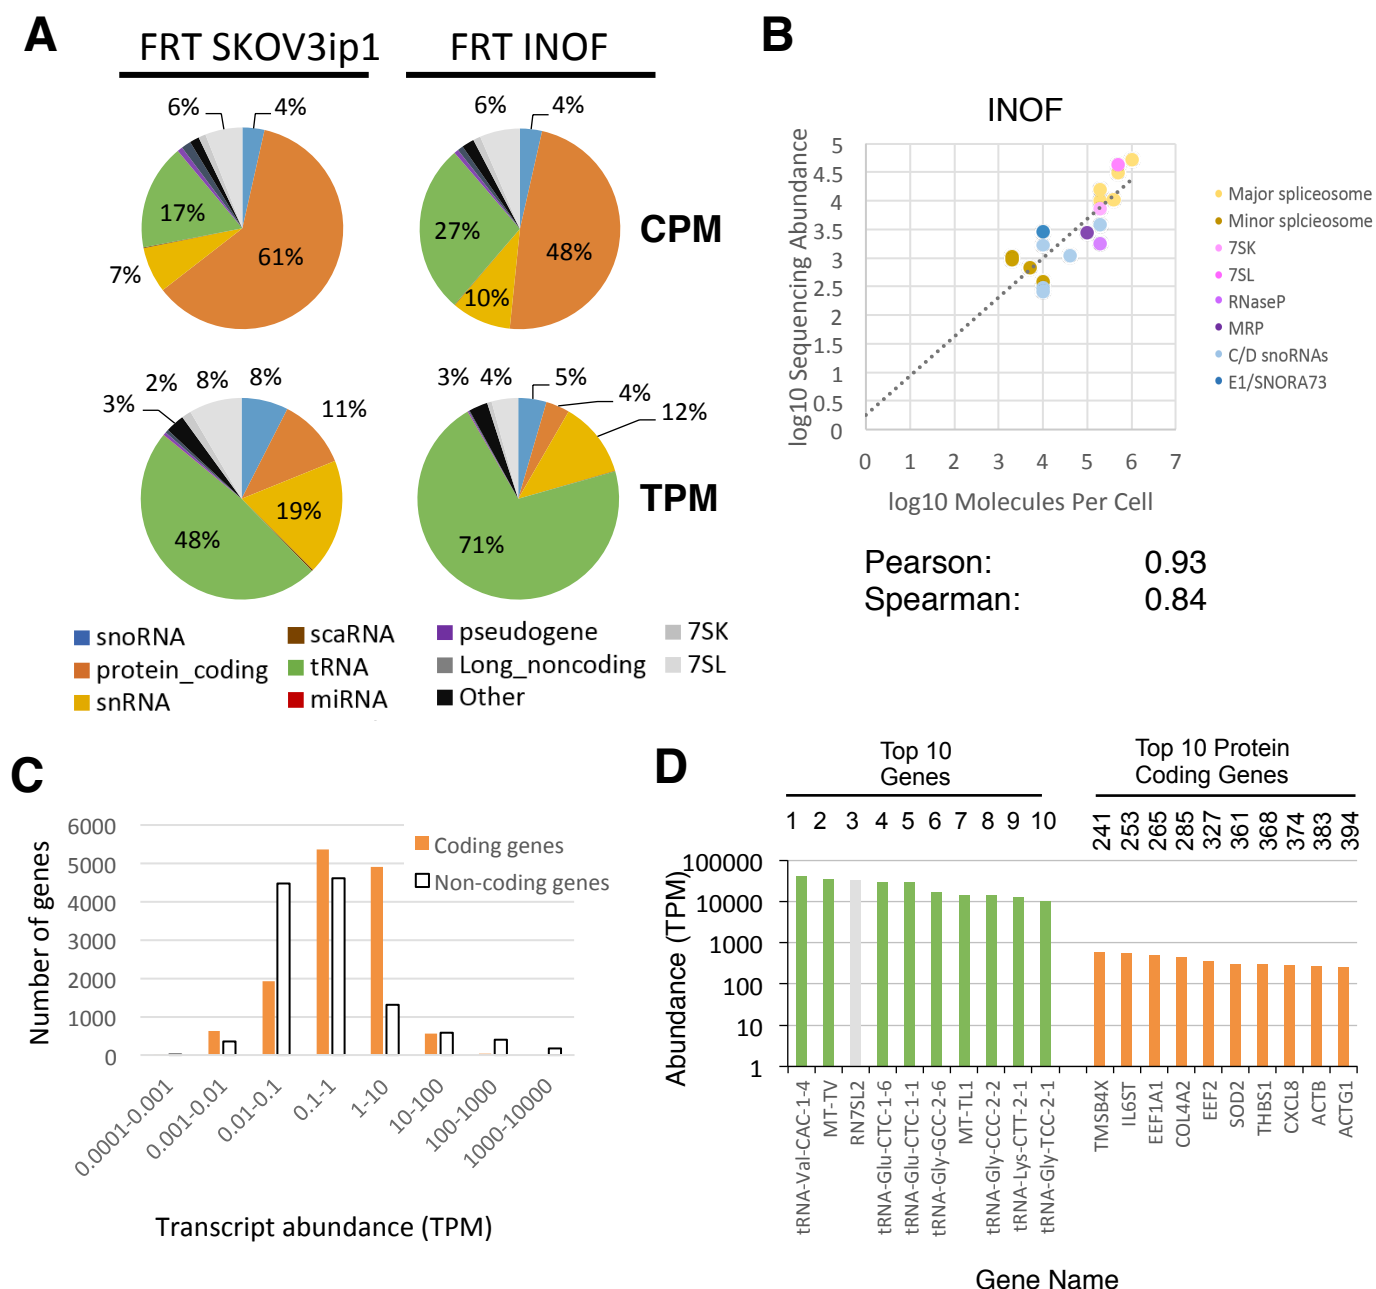 A
FRT SKOV3ip1
FRT INOF
6%
4%
17%
61%
7%
6%
4%
27%
48%
10%
CPM
2%
8%
8%
3%
11%
19%
48%
3%
4%
5%
4%
12%
71%
TPM
snoRNA
protein_coding
snRNA
scaRNA
tRNA
miRNA
pseudogene
Long_noncoding
Other
7SK
7SL
B
INOF
log10 Sequencing Abundance
5
4.5
4
3.5
3
2.5
2
1.5
1
0.5
0
0 1 2 3 4 5 6 7
log10 Molecules Per Cell
Major spliceosome
Minor splcieosome
7SK
7SL
RNaseP
MRP
C/D snoRNAs
E1/SNORA73
Pearson: 0.93
Spearman: 0.84
C
Number of genes
6000
5000
4000
3000
2000
1000
0
Coding genes
Non-coding genes
0.0001-0.001
0.001-0.01
0.01-0.1
0.1-1
1-10
10-100
100-1000
1000-10000
Transcript abundance (TPM)
D
Top 10
Genes
Top 10 Protein
Coding Genes
1 2 3 4 5 6 7 8 9 10
241
253
265
285
327
361
368
374
383
394
Abundance (TPM)
100000
10000
1000
100
10
1
tRNA-Val-CAC-1-4
MT-TV
RN7SL2
tRNA-Glu-CTC-1-6
tRNA-Glu-CTC-1-1
tRNA-Gly-GCC-2-6
MT-TL1
tRNA-Gly-CCC-2-2
tRNA-Lys-CTT-2-1
tRNA-Gly-TCC-2-1
TMSB4X
IL6ST
EEF1A1
COL4A2
EEF2
SOD2
THBS1
CXCL8
ACTB
ACTG1
Gene Name